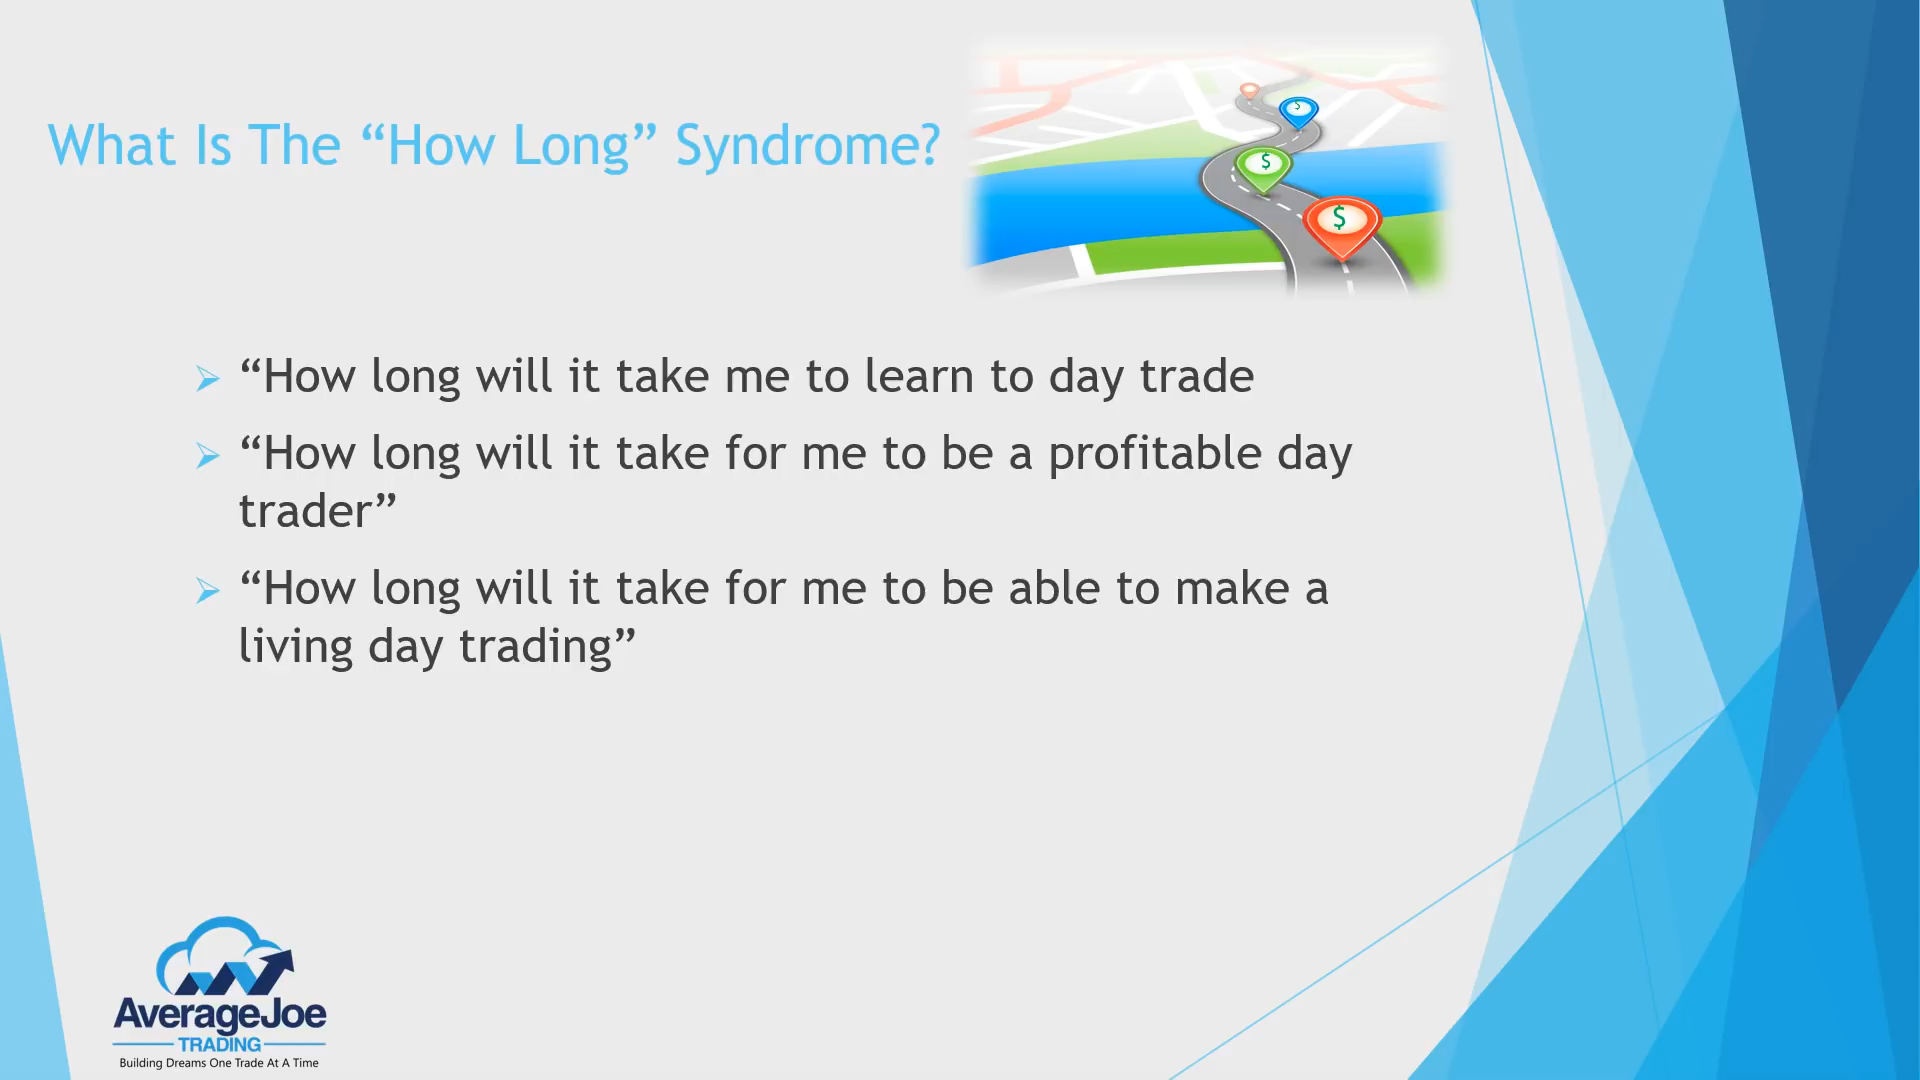 What Is The “How Long” Syndrome?
$
$
$
“How long will it take me to learn to day trade
“How long will it take for me to be a profitable day
trader”
“How long will it take for me to be able to make a
living day trading”
AverageJoe
TRADING
Building Dreams One Trade At A Time